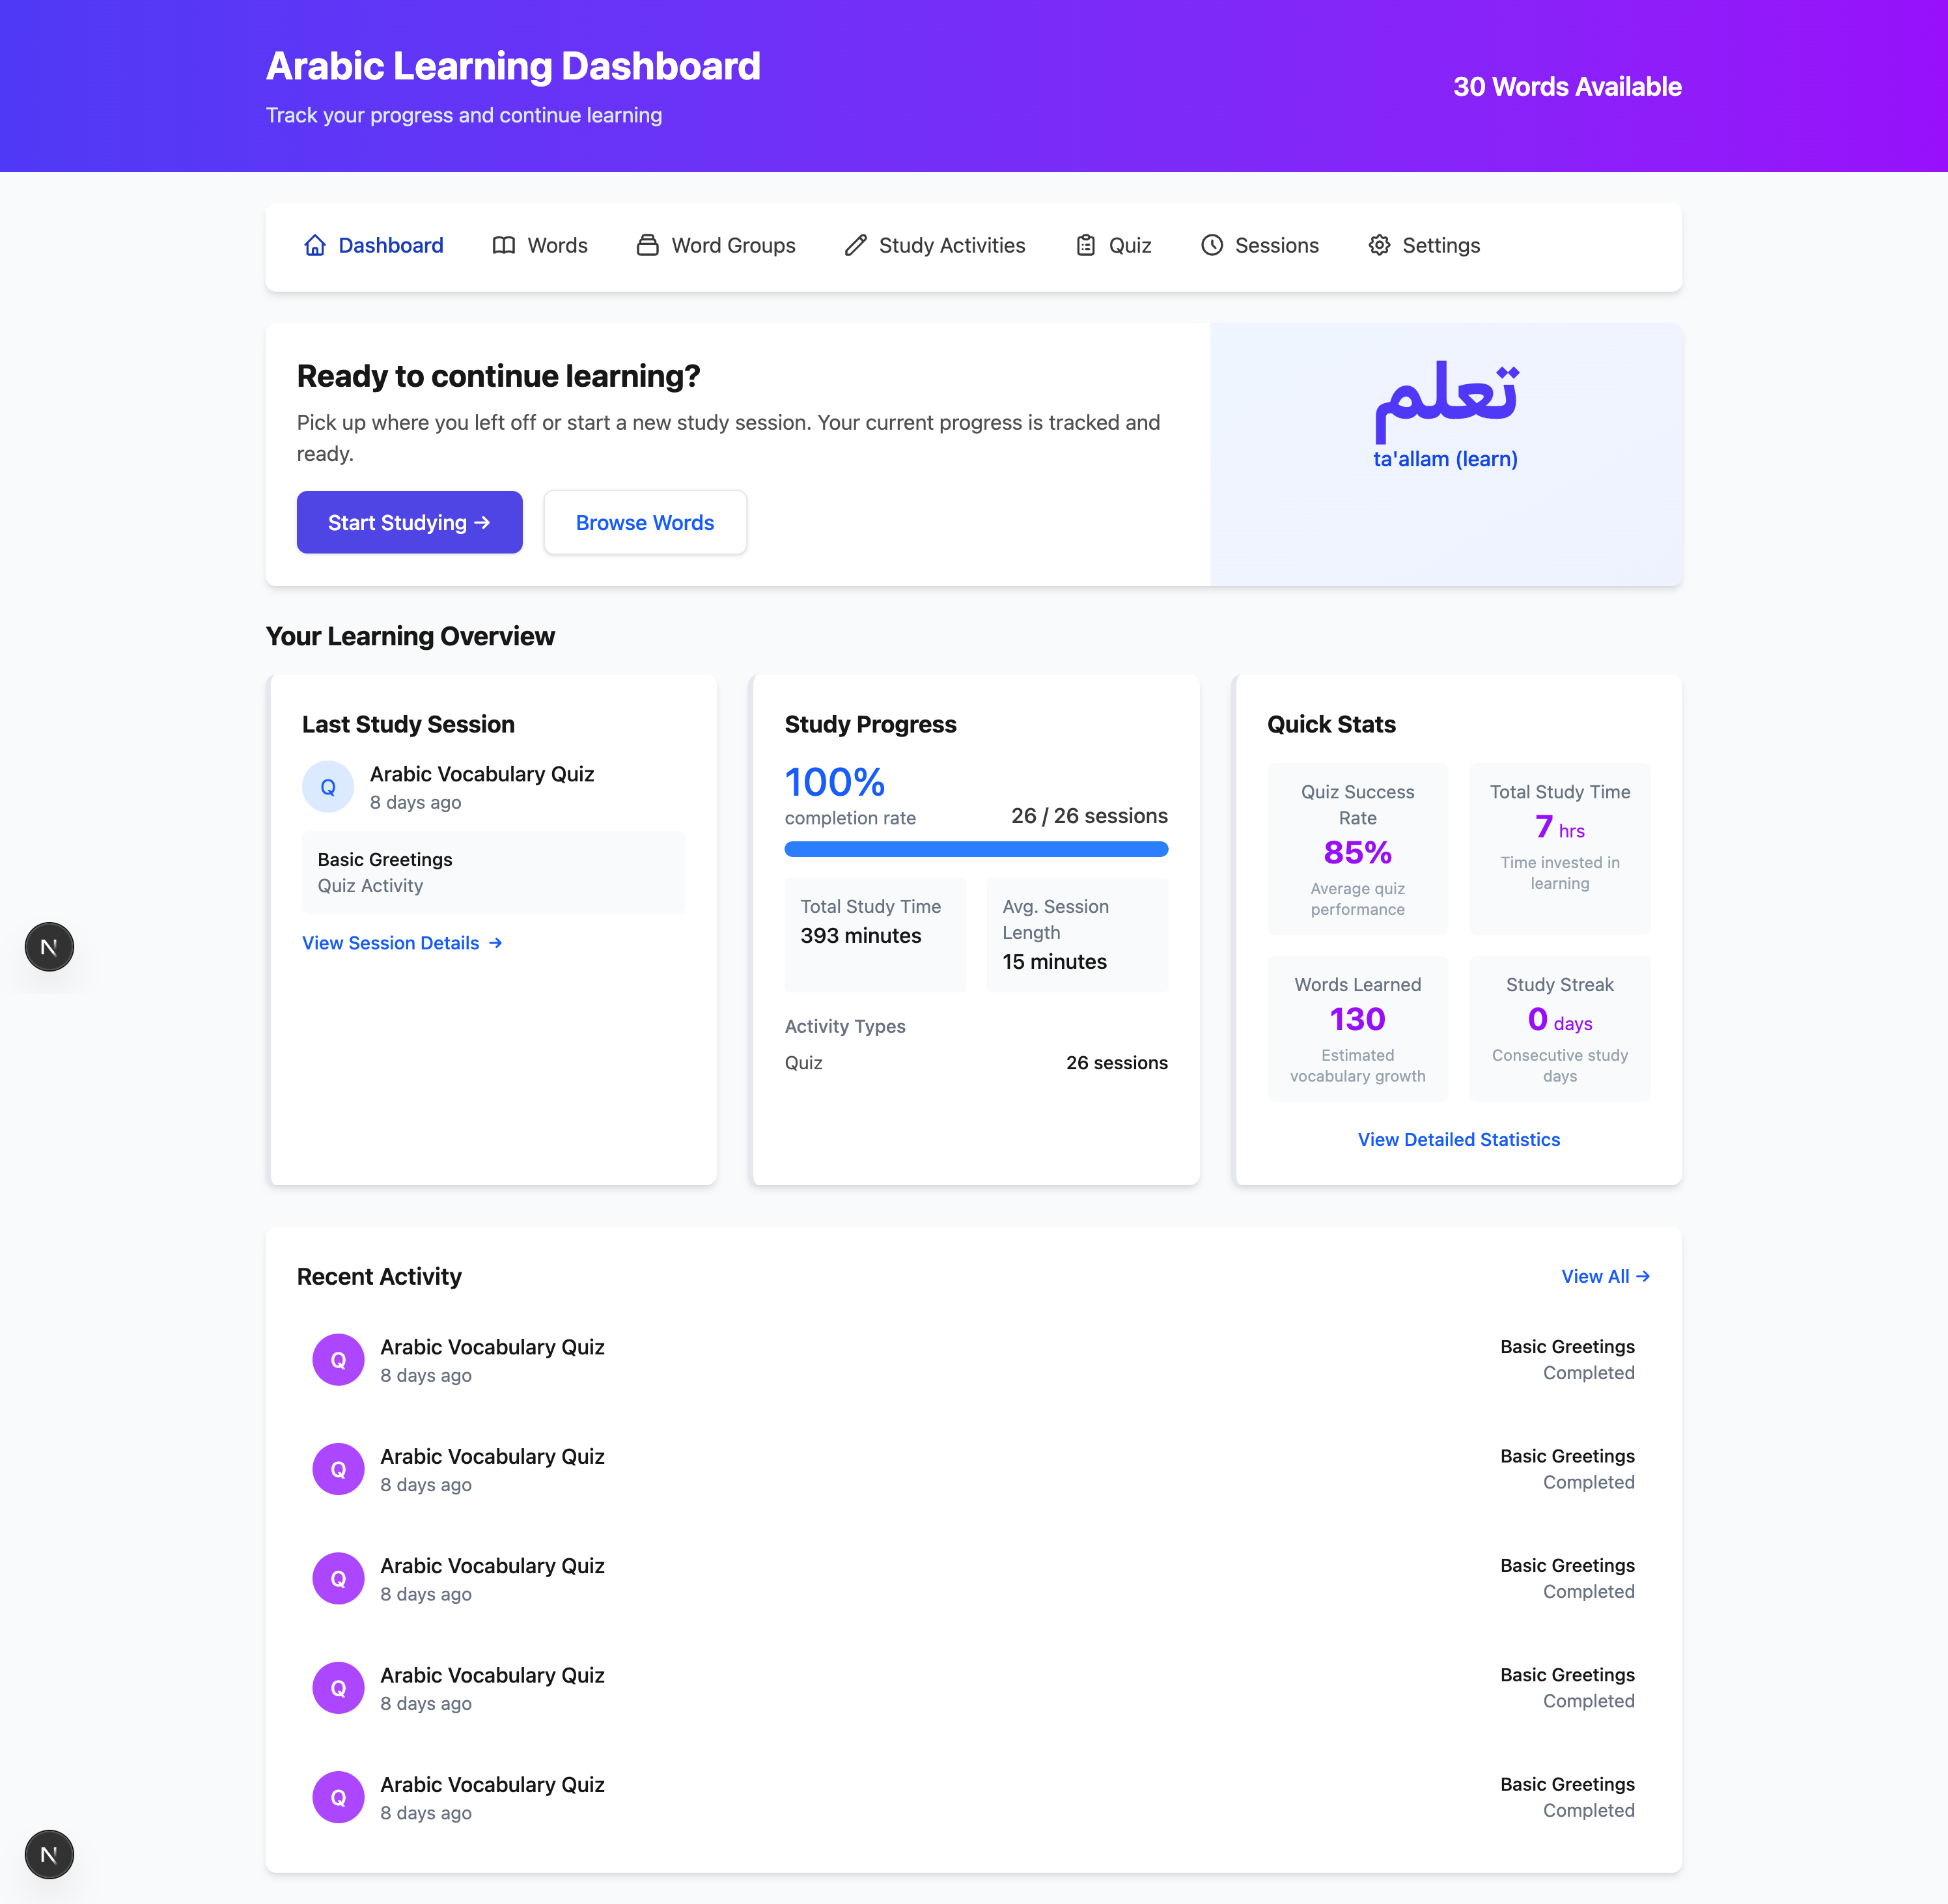 Arabic Learning Dashboard
Track your progress and continue learning
30 Words Available
Dashboard
Words
Word Groups
Study Activities
Quiz
Sessions
Settings
Ready to continue learning?
Pick up where you left off or start a new study session. Your current progress is tracked and
ready.
Start Studying →
Browse Words
تعلم
ta'allam (learn)
Your Learning Overview
Last Study Session
Q
Arabic Vocabulary Quiz
8 days ago
Basic Greetings
Quiz Activity
View Session Details →
Study Progress
100%
completion rate
26 / 26 sessions
Total Study Time
393 minutes
Avg. Session
Length
15 minutes
Activity Types
Quiz
26 sessions
Quick Stats
Quiz Success
Rate
85%
Average quiz
performance
Total Study Time
7 hrs
Time invested in
learning
Words Learned
130
Estimated
vocabulary growth
Study Streak
0 days
Consecutive study
days
View Detailed Statistics
N
Recent Activity
View All →
Q
Arabic Vocabulary Quiz
8 days ago
Basic Greetings
Completed
Q
Arabic Vocabulary Quiz
8 days ago
Basic Greetings
Completed
Q
Arabic Vocabulary Quiz
8 days ago
Basic Greetings
Completed
Q
Arabic Vocabulary Quiz
8 days ago
Basic Greetings
Completed
Q
Arabic Vocabulary Quiz
8 days ago
Basic Greetings
Completed
N